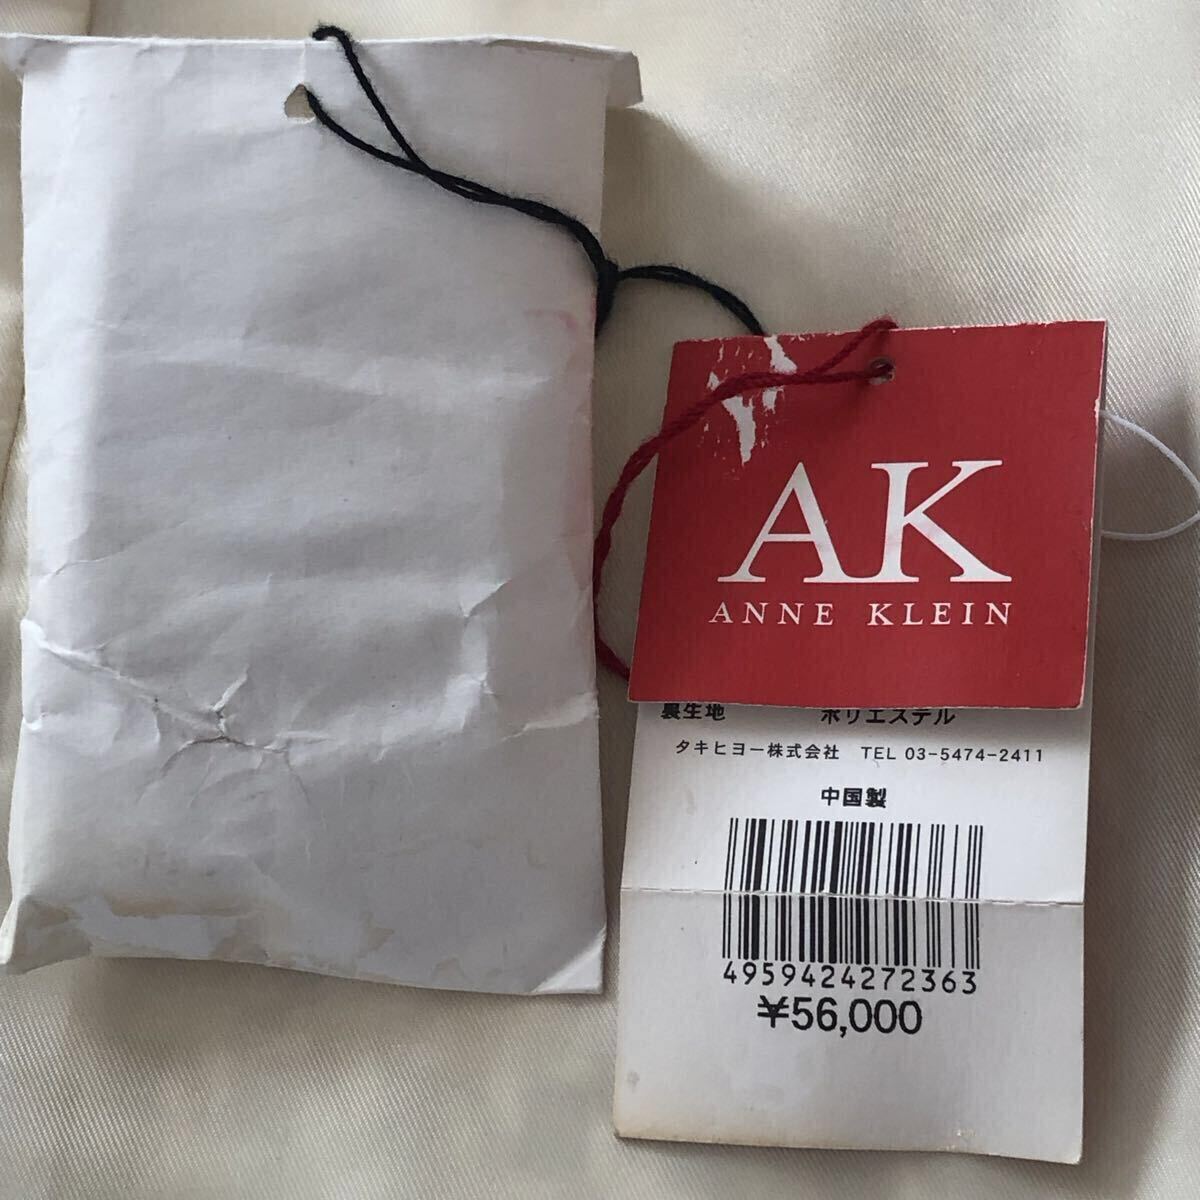 AK
ANNE KLEIN
裏生地 ポリエステル
タキヒヨー株式会社 TEL 03-5474-2411
中国製
4959424272363
¥56,000